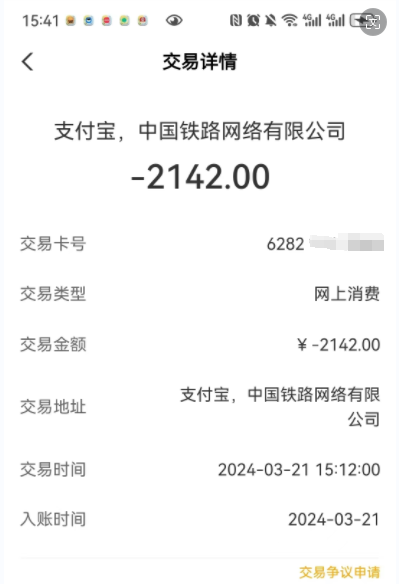 15:41
交易详情
支付宝，中国铁路网络有限公司
-2142.00
交易卡号 6282
交易类型 网上消费
交易金额 ¥ -2142.00
交易地址 支付宝，中国铁路网络有限
公司
交易时间 2024-03-21 15:12:00
入账时间 2024-03-21
交易争议申请